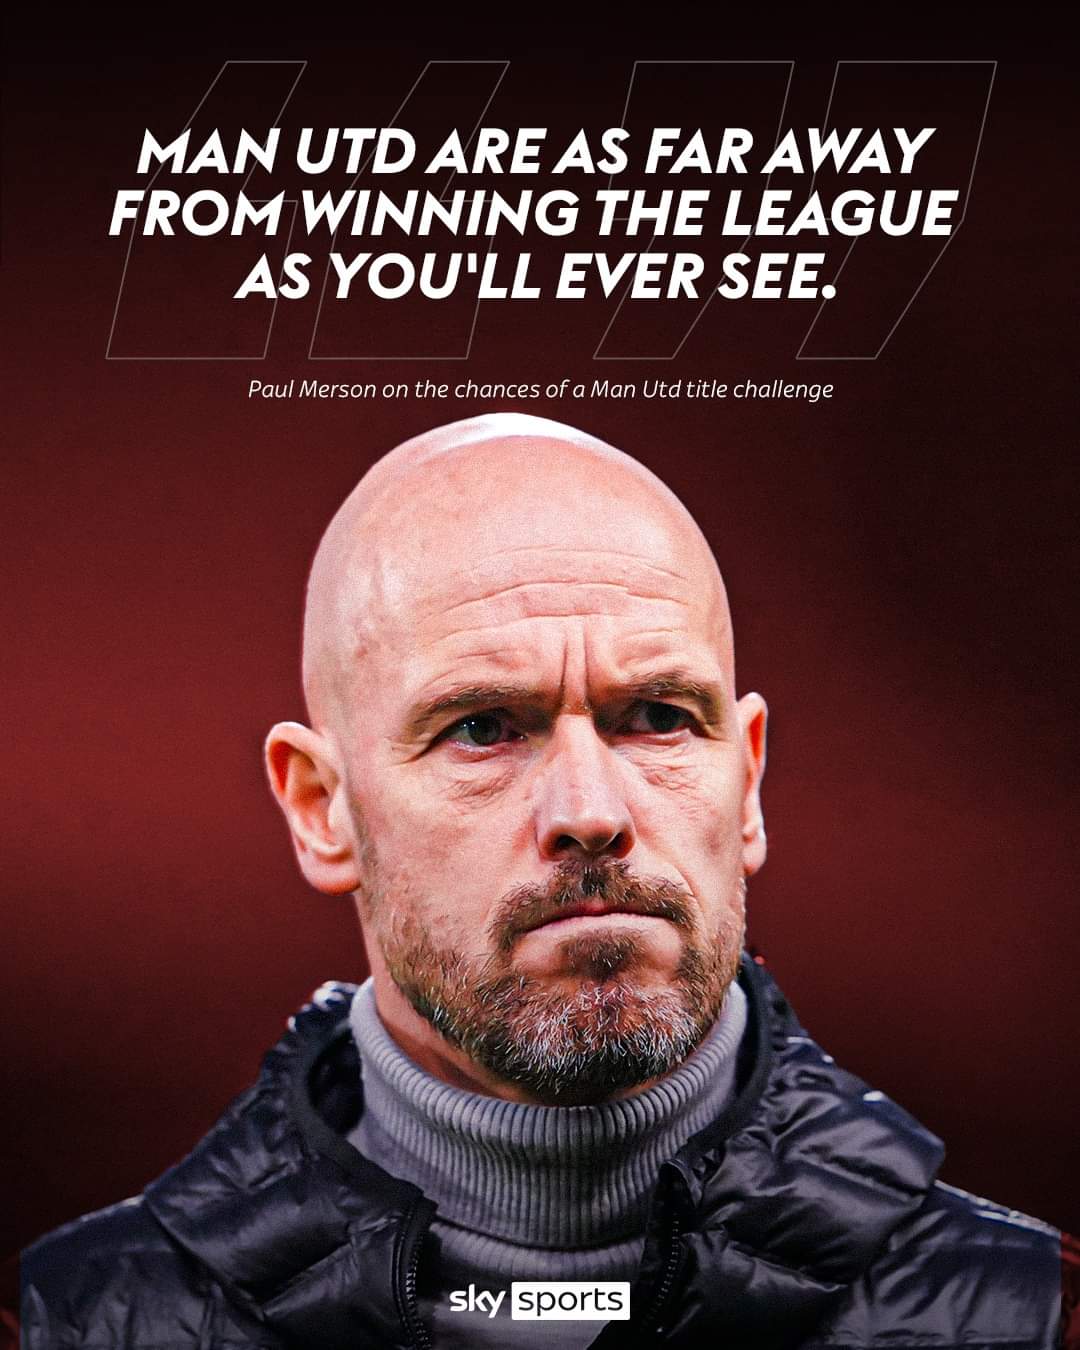 MAN UTD ARE AS FAR AWAY
FROM WINNING THE LEAGUE
AS YOU'LL EVER SEE.
Paul Merson on the chances of a Man Utd title challenge
sky sports